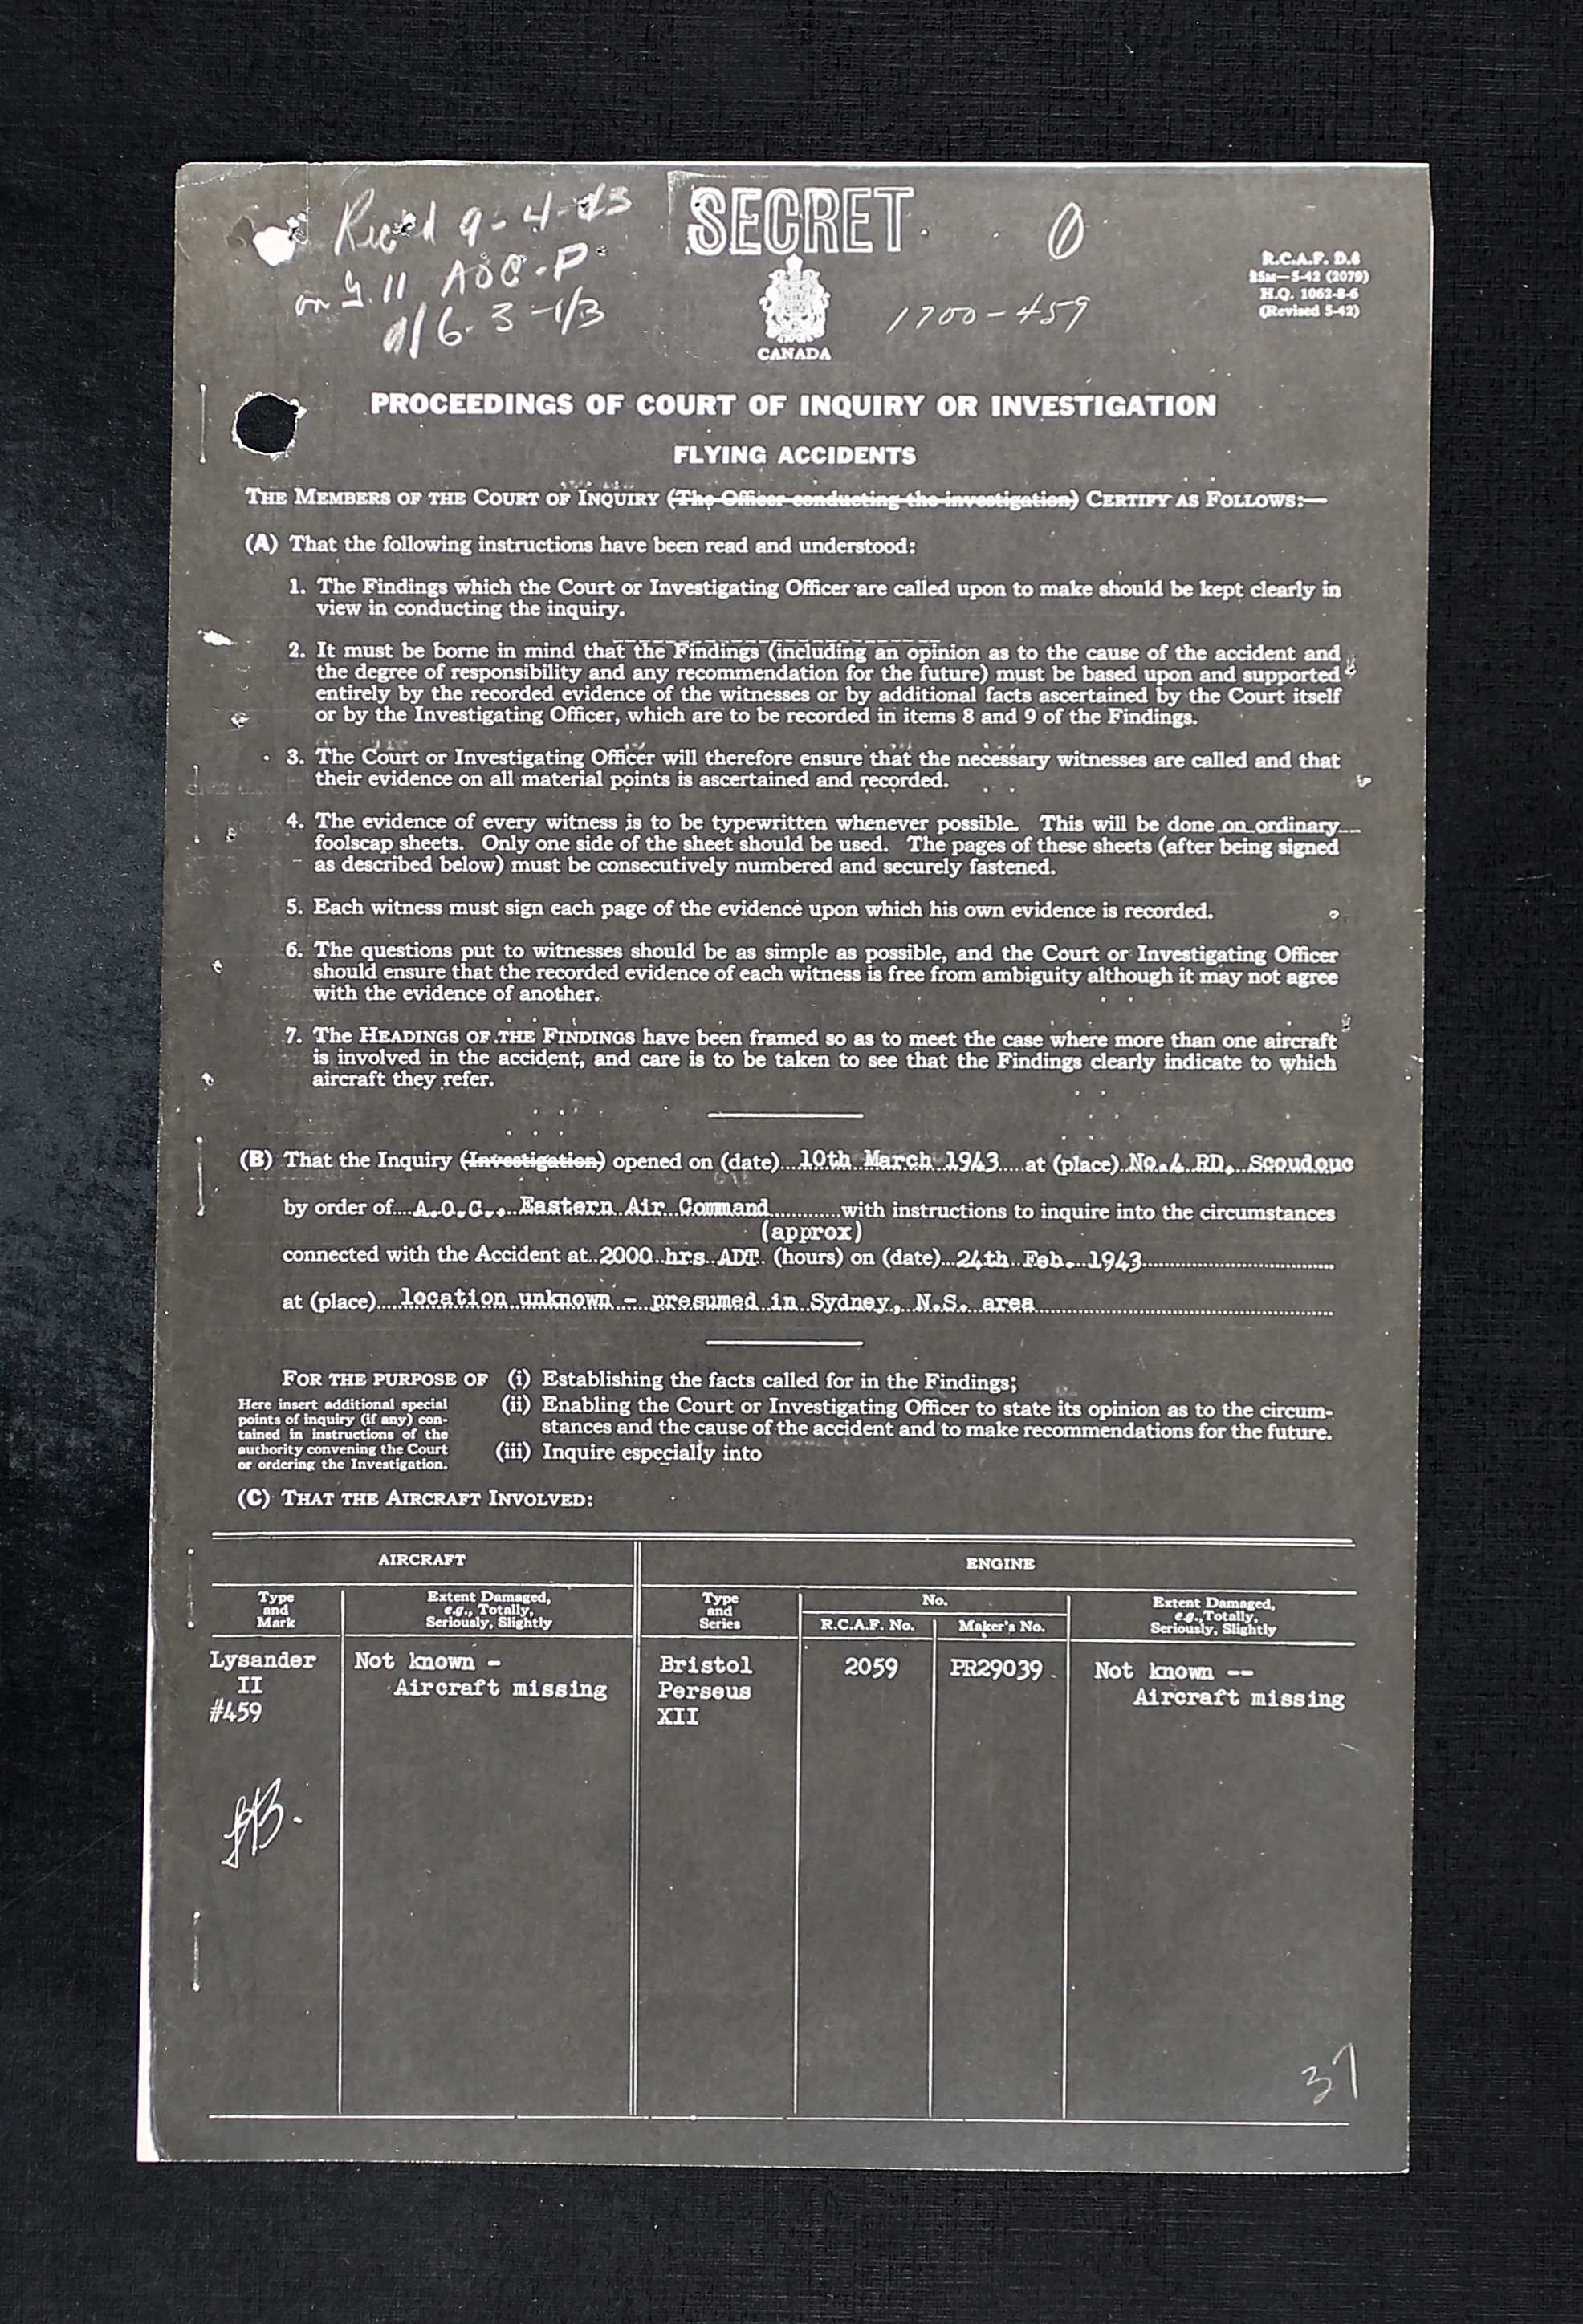 Rec'd 9-4-43
SECRET
0
on J.11 AOC-P
d/6-3-1/3
1700-459
R.C.A.F. D.6
25M—5-42 (2079)
H.Q. 1062-8-6
(Revised 5-42)
CANADA
PROCEEDINGS OF COURT OF INQUIRY OR INVESTIGATION
FLYING ACCIDENTS
THE MEMBERS OF THE COURT OF INQUIRY (The Officer conducting the investigation) CERTIFY AS FOLLOWS:—
(A) That the following instructions have been read and understood:
1. The Findings which the Court or Investigating Officer are called upon to make should be kept clearly in
view in conducting the inquiry.
2. It must be borne in mind that the Findings (including an opinion as to the cause of the accident and
the degree of responsibility and any recommendation for the future) must be based upon and supported
entirely by the recorded evidence of the witnesses or by additional facts ascertained by the Court itself
or by the Investigating Officer, which are to be recorded in items 8 and 9 of the Findings.
3. The Court or Investigating Officer will therefore ensure that the necessary witnesses are called and that
their evidence on all material points is ascertained and recorded.
4. The evidence of every witness is to be typewritten whenever possible. This will be done on ordinary
foolscap sheets. Only one side of the sheet should be used. The pages of these sheets (after being signed
as described below) must be consecutively numbered and securely fastened.
5. Each witness must sign each page of the evidence upon which his own evidence is recorded.
6. The questions put to witnesses should be as simple as possible, and the Court or Investigating Officer
should ensure that the recorded evidence of each witness is free from ambiguity although it may not agree
with the evidence of another.
7. The HEADINGS OF THE FINDINGS have been framed so as to meet the case where more than one aircraft
is involved in the accident, and care is to be taken to see that the Findings clearly indicate to which
aircraft they refer.
(B) That the Inquiry (Investigation) opened on (date)...10th March 1943....at (place)..No.4 RD, Scoudouc
by order of....A.O.C., Eastern Air Command............with instructions to inquire into the circumstances
(approx)
connected with the Accident at..2000 hrs ADT. (hours) on (date)...24th Feb. 1943
at (place)....location unknown - presumed in Sydney, N.S. area
FOR THE PURPOSE OF (i) Establishing the facts called for in the Findings;
Here insert additional special
points of inquiry (if any) con-
tained in instructions of the
authority convening the Court
or ordering the Investigation.
(ii) Enabling the Court or Investigating Officer to state its opinion as to the circum-
stances and the cause of the accident and to make recommendations for the future.
(iii) Inquire especially into
(C) THAT THE AIRCRAFT INVOLVED:
AIRCRAFT
ENGINE
Type
and
Mark
Extent Damaged,
e.g., Totally,
Seriously, Slightly
Type
and
Series
No.
R.C.A.F. No.
Maker's No.
Extent Damaged,
e.g., Totally,
Seriously, Slightly
Lysander
II
#459
Not known -
Aircraft missing
Bristol
Perseus
XII
2059
PR29039
Not known --
Aircraft missing
37